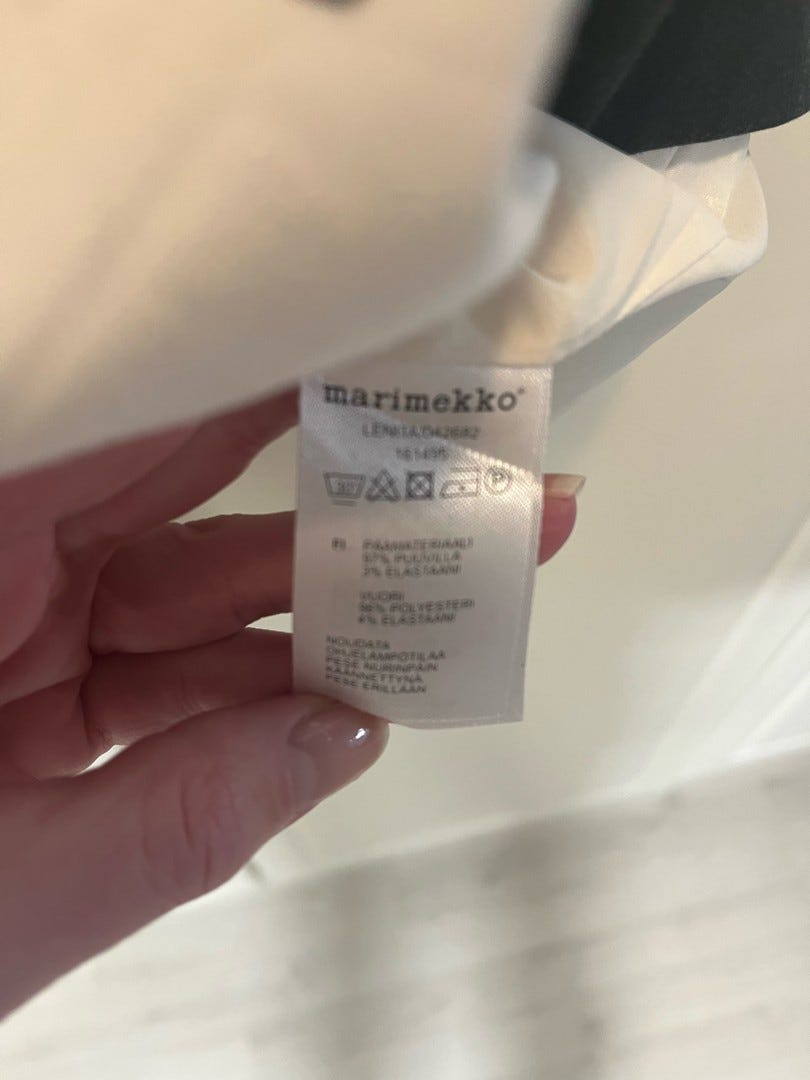 marimekko®
161495
P
FI PÄÄMATERIAALI
97% PUUVILLA
3% ELASTAANI
VUORI
96% POLYESTERI
4% ELASTAANI
NOUDATA
OHJELÄMPÖTILAA
PESE NURINPÄIN
KÄÄNNETTYNÄ
PESE ERILLÄÄN